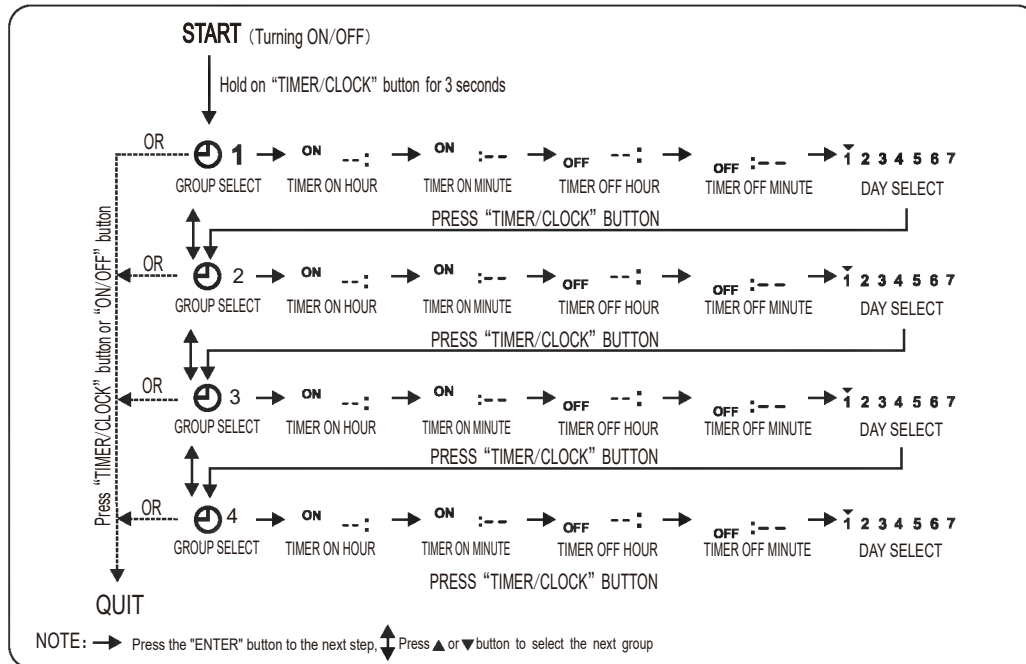 START (Turning ON/OFF)
Hold on “TIMER/CLOCK” button for 3 seconds
OR 1 ON --: ON :-- OFF --: OFF :-- 1 2 3 4 5 6 7
GROUP SELECT TIMER ON HOUR TIMER ON MINUTE TIMER OFF HOUR TIMER OFF MINUTE DAY SELECT
PRESS “TIMER/CLOCK” BUTTON
OR 2 ON --: ON :-- OFF --: OFF :-- 1 2 3 4 5 6 7
GROUP SELECT TIMER ON HOUR TIMER ON MINUTE TIMER OFF HOUR TIMER OFF MINUTE DAY SELECT
PRESS “TIMER/CLOCK” BUTTON
OR 3 ON --: ON :-- OFF --: OFF :-- 1 2 3 4 5 6 7
GROUP SELECT TIMER ON HOUR TIMER ON MINUTE TIMER OFF HOUR TIMER OFF MINUTE DAY SELECT
PRESS “TIMER/CLOCK” BUTTON
OR 4 ON --: ON :-- OFF --: OFF :-- 1 2 3 4 5 6 7
GROUP SELECT TIMER ON HOUR TIMER ON MINUTE TIMER OFF HOUR TIMER OFF MINUTE DAY SELECT
PRESS “TIMER/CLOCK” BUTTON
Press “TIMER/CLOCK” button or “ON/OFF” button
QUIT
NOTE: → Press the "ENTER" button to the next step, ↕ Press ▲ or ▼ button to select the next group